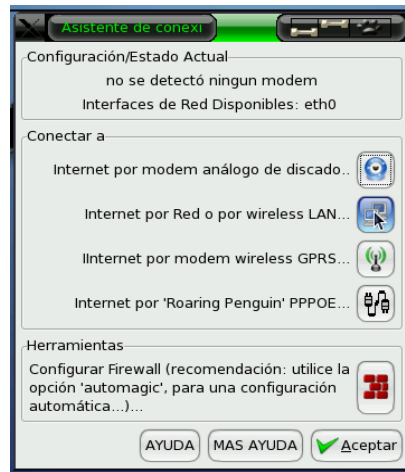 Asistente de conexi
Configuración/Estado Actual
no se detectó ningun modem
Interfaces de Red Disponibles: eth0
Conectar a
Internet por modem análogo de discado..
Internet por Red o por wireless LAN...
IInternet por modem wireless GPRS...
Internet por 'Roaring Penguin' PPPOE...
Herramientas
Configurar Firewall (recomendación: utilice la
opción 'automagic', para una configuración
automática...)...
AYUDA
MAS AYUDA
Aceptar